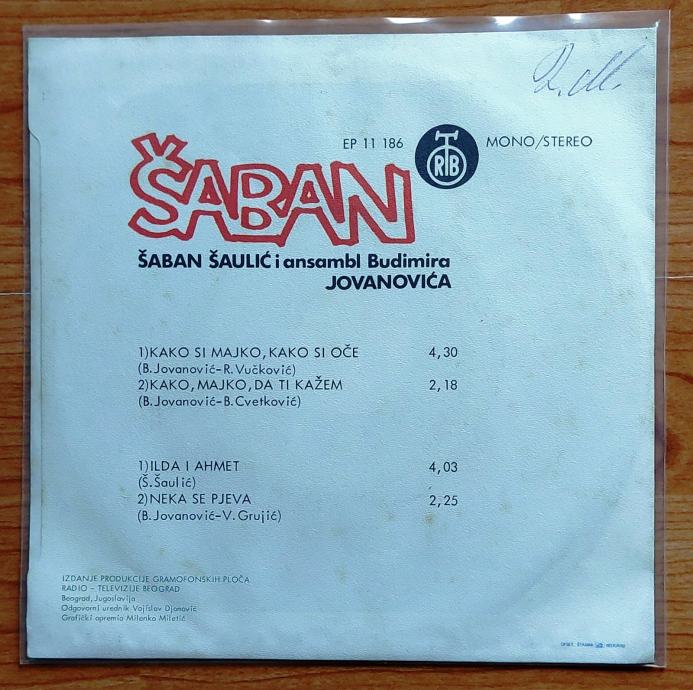 EP 11 186
RTB
MONO/STEREO
ŠABAN
ŠABAN ŠAULIĆ i ansambl Budimira
JOVANOVIĆA
1)KAKO SI MAJKO, KAKO SI OČE 4,30
(B.Jovanović-R.Vučković)
2)KAKO, MAJKO, DA TI KAŽEM 2,18
(B.Jovanović-B.Cvetković)
1)ILDA I AHMET 4,03
(Š.Šaulić)
2)NEKA SE PJEVA 2,25
(B.Jovanović-V.Grujić)
IZDANJE PRODUKCIJE GRAMOFONSKIH PLOČA
RADIO – TELEVIZIJE BEOGRAD
Beograd, Jugoslavija
Odgovorni urednik Vojislav Djonović
Grafički oprema Milenko Miletić